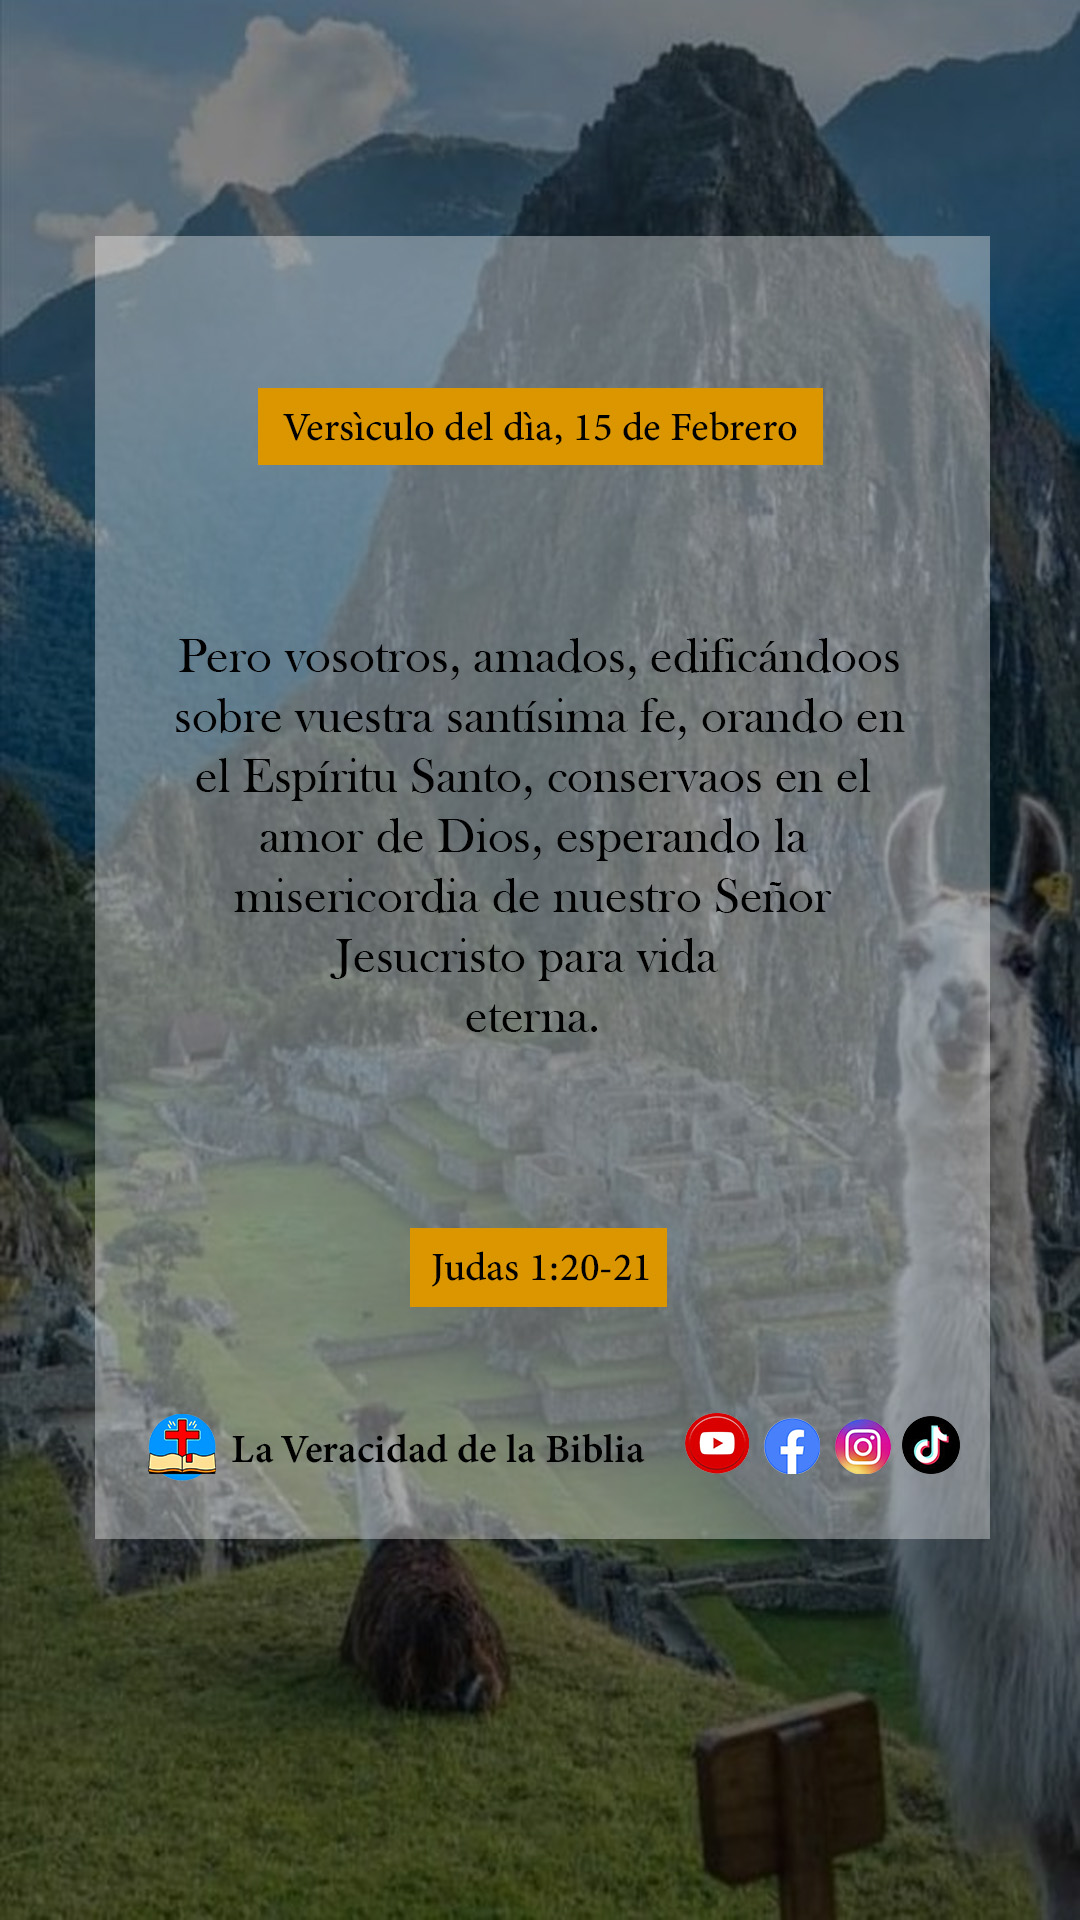 Versìculo del dìa, 15 de Febrero
Pero vosotros, amados, edificándoos
sobre vuestra santísima fe, orando en
el Espíritu Santo, conservaos en el
amor de Dios, esperando la
misericordia de nuestro Señor
Jesucristo para vida
eterna.
Judas 1:20-21
La Veracidad de la Biblia